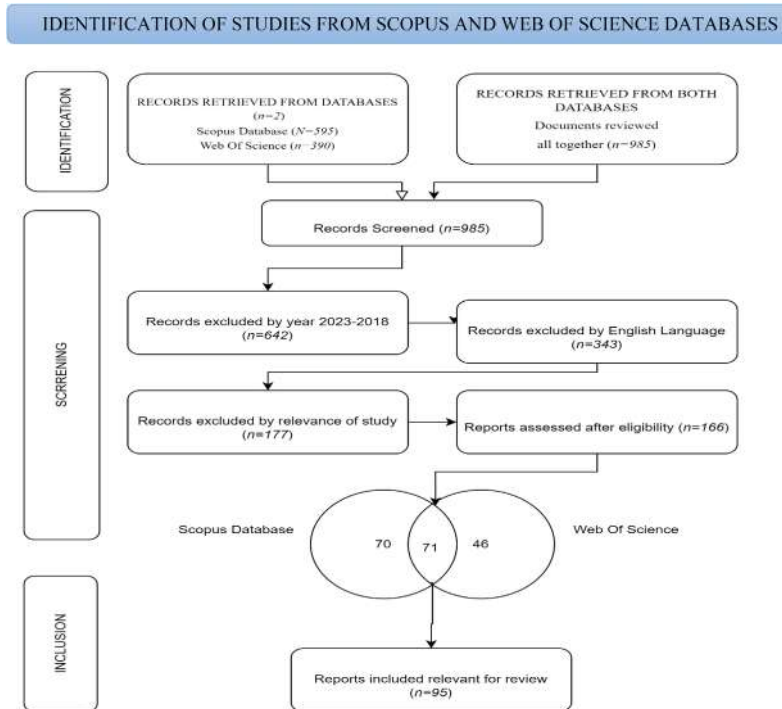 IDENTIFICATION OF STUDIES FROM SCOPUS AND WEB OF SCIENCE DATABASES
IDENTIFICATION
RECORDS RETRIEVED FROM DATABASES
(n=2)
Scopus Database (N=595)
Web Of Science (n=390)
RECORDS RETRIEVED FROM BOTH
DATABASES
Documents reviewed
all together (n=985)
SCRRENING
Records Screened (n=985)
Records excluded by year 2023-2018
(n=642)
Records excluded by English Language
(n=343)
Records excluded by relevance of study
(n=177)
Reports assessed after eligibility (n=166)
Scopus Database
70
71
46
Web Of Science
INCLUSION
Reports included relevant for review
(n=95)